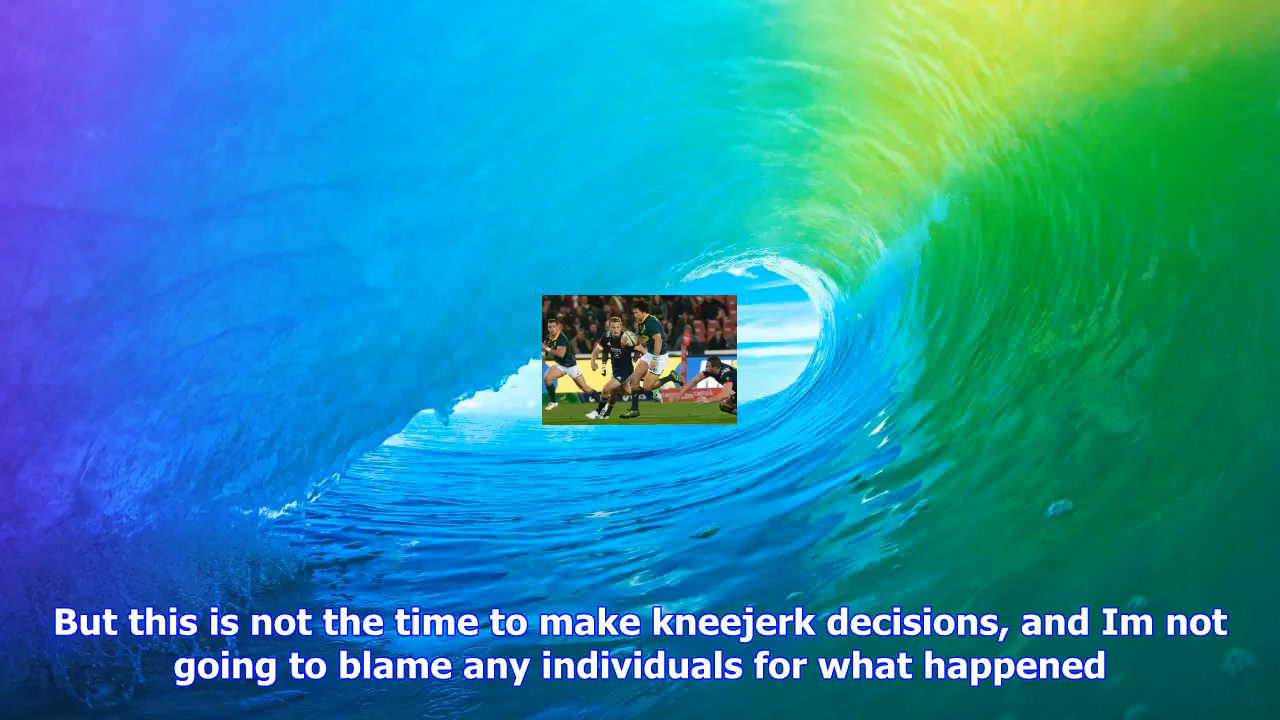 But this is not the time to make kneejerk decisions, and Im not
going to blame any individuals for what happened